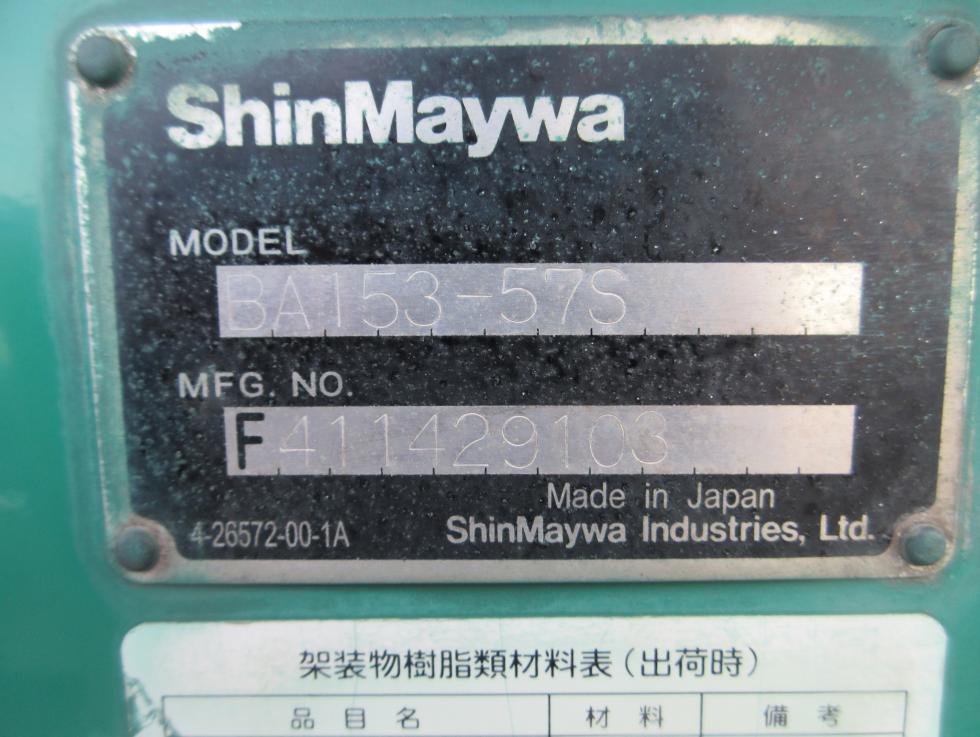 ShinMaywa
MODEL
BA153-57S
MFG. NO.
F411429103
Made in Japan
4-26572-00-1A ShinMaywa Industries, Ltd.
架装物樹脂類材料表（出荷時）
品 目 名 材 料 備 考